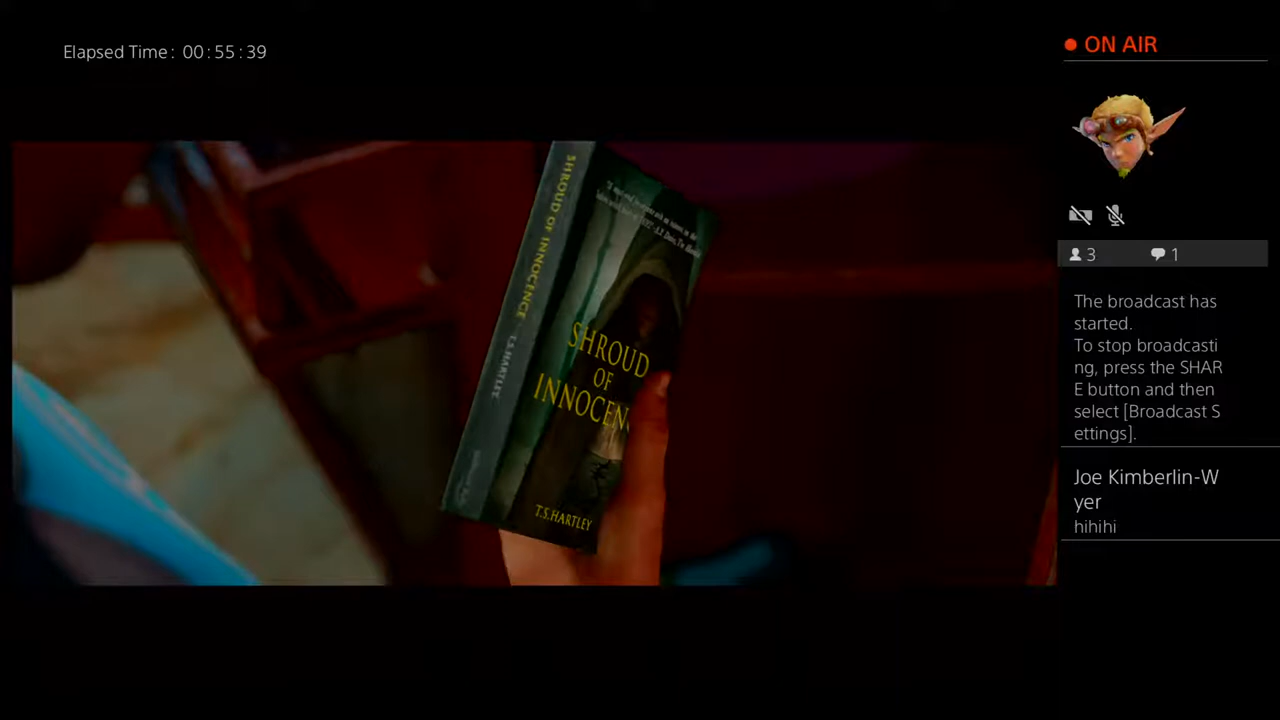 Elapsed Time: 00:55:39
ON AIR
3
1
The broadcast has
started.
To stop broadcasti
ng, press the SHAR
E button and then
select [Broadcast S
ettings].
Joe Kimberlin-W
yer
hihihi
SHROUD OF INNOCENCE
T.S.HARTLEY
SHROUD
OF
INNOCEN
T.S.HARTLEY